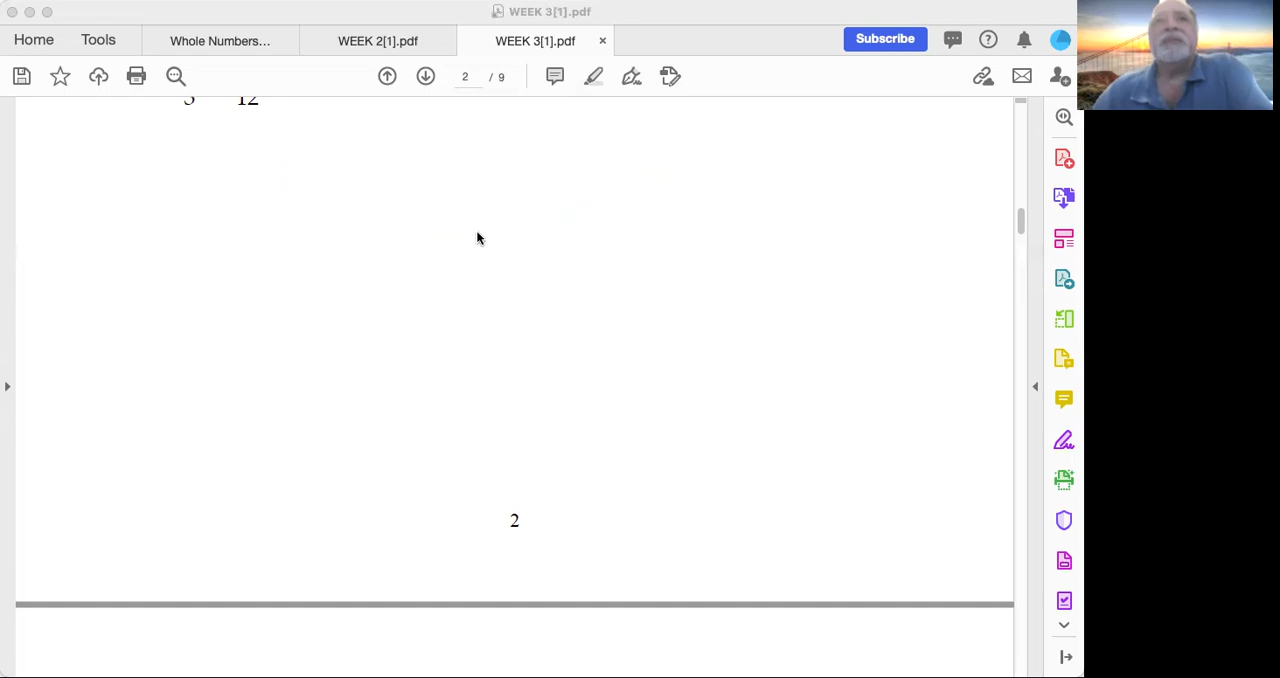 WEEK 3[1].pdf
Home Tools Whole Numbers... WEEK 2[1].pdf WEEK 3[1].pdf × Subscribe
2 / 9
12
2